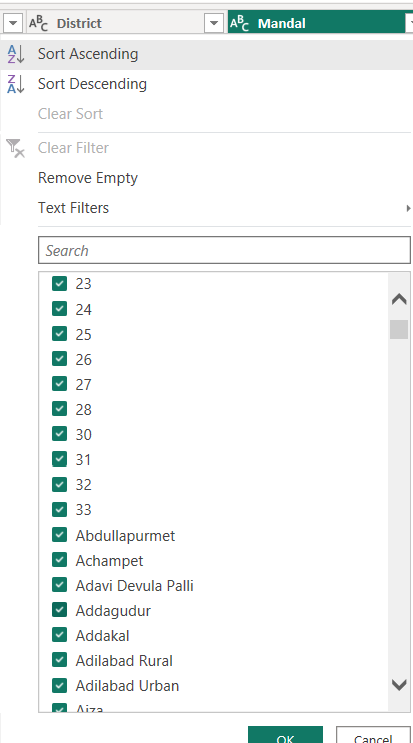 ABC District ABC Mandal
Sort Ascending
Sort Descending
Clear Sort
Clear Filter
Remove Empty
Text Filters
Search
23
24
25
26
27
28
30
31
32
33
Abdullapurmet
Achampet
Adavi Devula Palli
Addagudur
Addakal
Adilabad Rural
Adilabad Urban
Aiza
OK Cancel